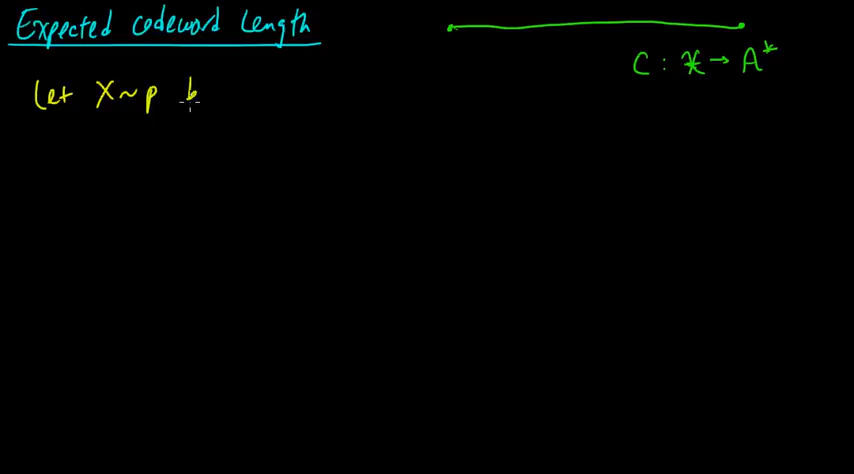 Expected codeword length
C : X → A*
Let X ~ p b